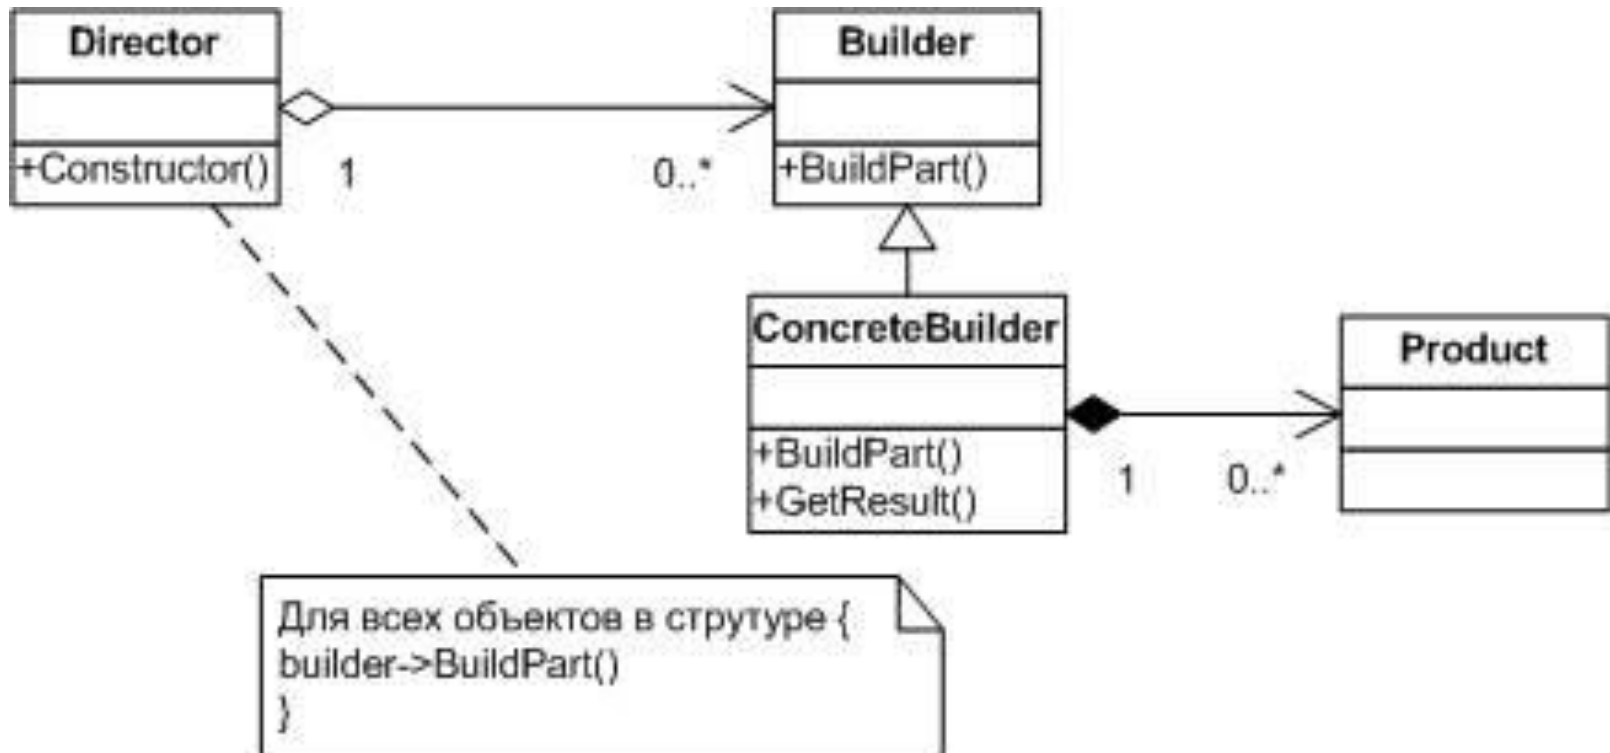 Director
+Constructor()
1
0..*
Builder
+BuildPart()
ConcreteBuilder
+BuildPart()
+GetResult()
1
0..*
Product
Для всех объектов в струтуре {
builder->BuildPart()
}